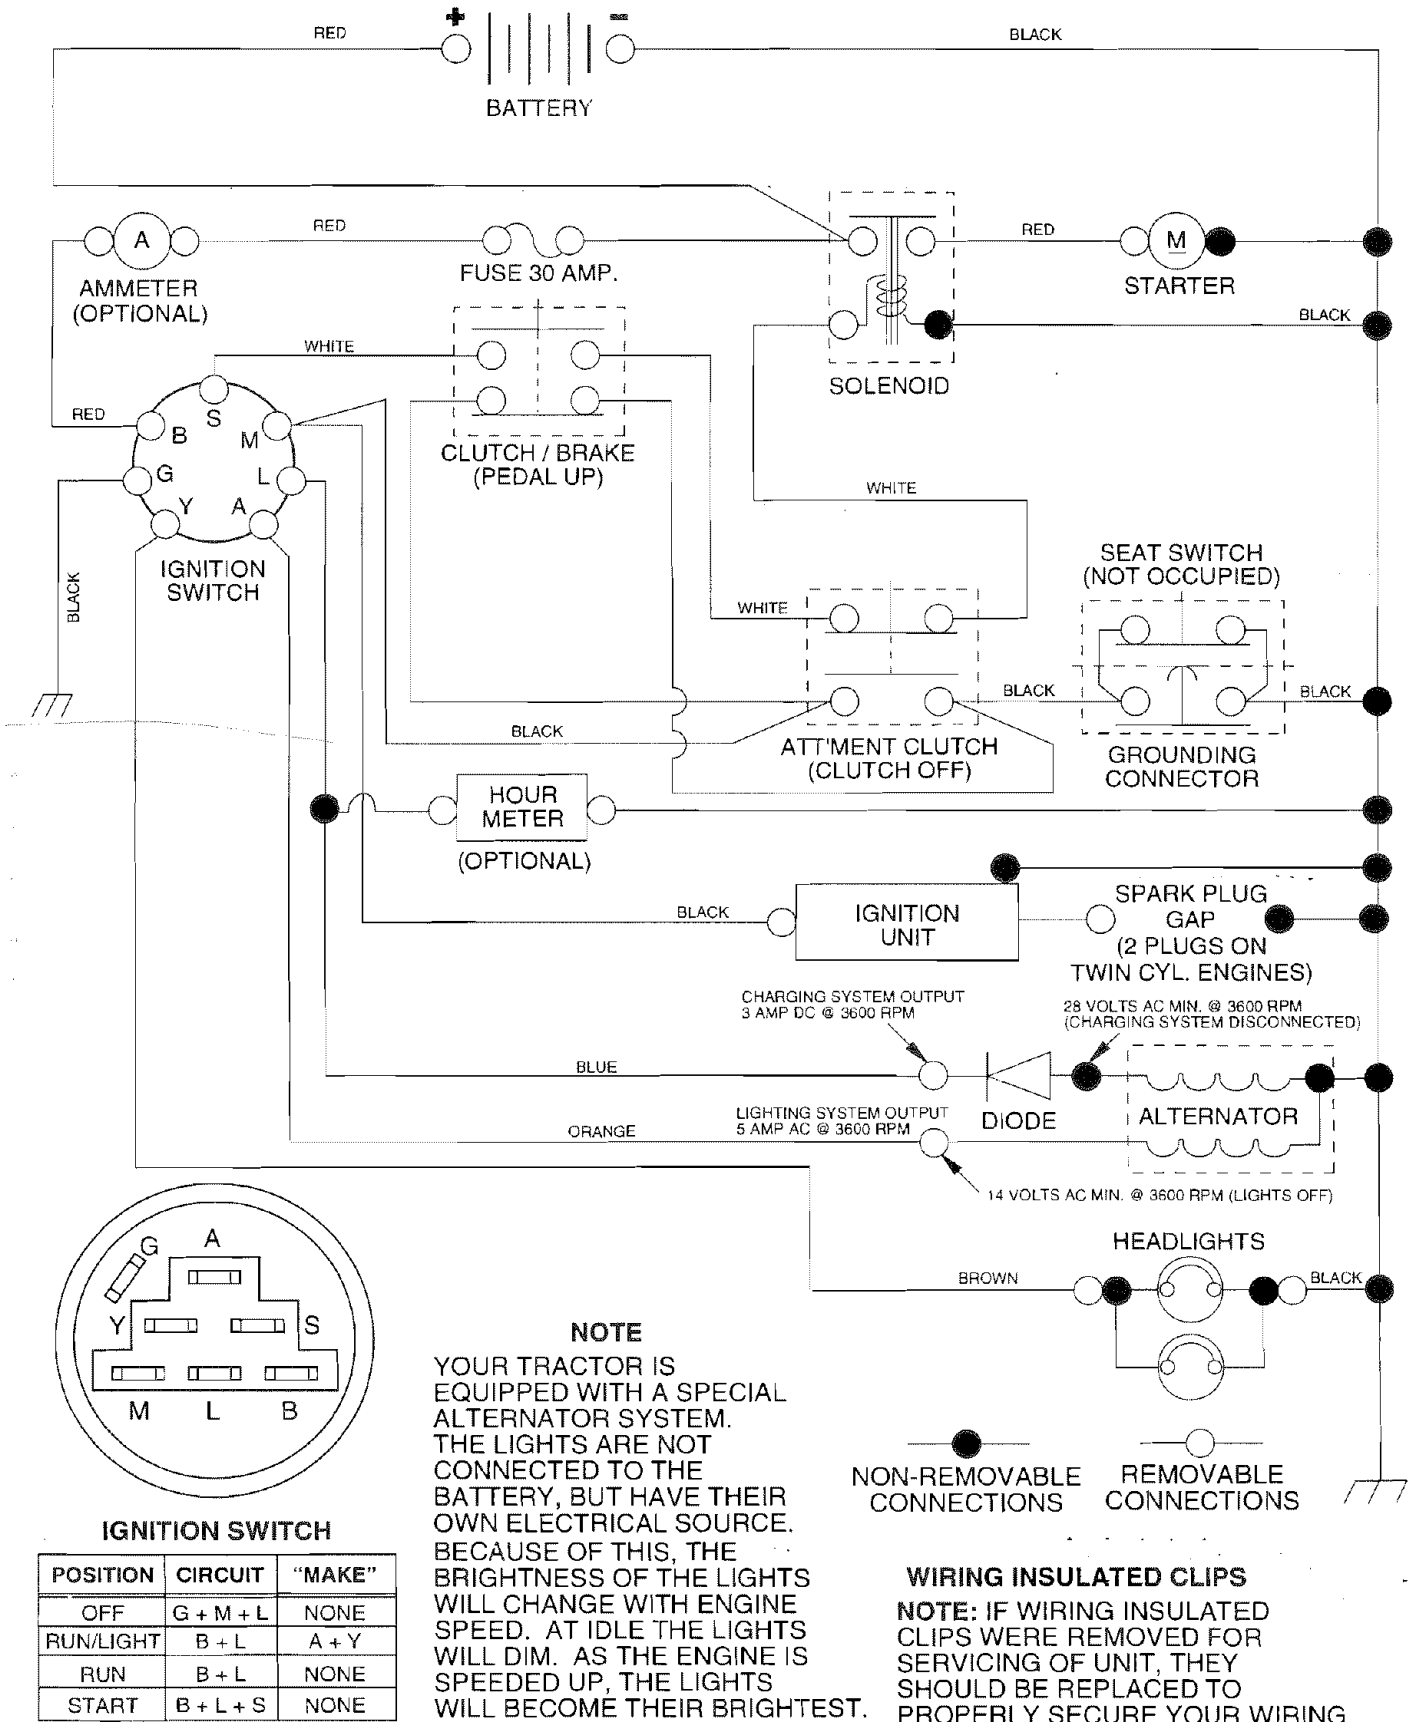 + −
RED
BLACK
BATTERY
A
RED
FUSE 30 AMP.
RED
M
STARTER
AMMETER
(OPTIONAL)
BLACK
WHITE
SOLENOID
RED
S
B
M
G
L
Y
A
CLUTCH / BRAKE
(PEDAL UP)
WHITE
IGNITION
SWITCH
BLACK
SEAT SWITCH
(NOT OCCUPIED)
WHITE
BLACK
BLACK
BLACK
ATT'MENT CLUTCH
(CLUTCH OFF)
GROUNDING
CONNECTOR
HOUR
METER
(OPTIONAL)
BLACK
IGNITION
UNIT
SPARK PLUG
GAP
(2 PLUGS ON
TWIN CYL. ENGINES)
CHARGING SYSTEM OUTPUT
3 AMP DC @ 3600 RPM
28 VOLTS AC MIN. @ 3600 RPM
(CHARGING SYSTEM DISCONNECTED)
BLUE
DIODE
ALTERNATOR
LIGHTING SYSTEM OUTPUT
5 AMP AC @ 3600 RPM
ORANGE
14 VOLTS AC MIN. @ 3600 RPM (LIGHTS OFF)
HEADLIGHTS
BROWN
BLACK
G
A
Y
S
M
L
B
NON-REMOVABLE
CONNECTIONS
REMOVABLE
CONNECTIONS
IGNITION SWITCH
POSITION CIRCUIT "MAKE"
OFF G + M + L NONE
RUN/LIGHT B + L A + Y
RUN B + L NONE
START B + L + S NONE
NOTE
YOUR TRACTOR IS
EQUIPPED WITH A SPECIAL
ALTERNATOR SYSTEM.
THE LIGHTS ARE NOT
CONNECTED TO THE
BATTERY, BUT HAVE THEIR
OWN ELECTRICAL SOURCE.
BECAUSE OF THIS, THE
BRIGHTNESS OF THE LIGHTS
WILL CHANGE WITH ENGINE
SPEED. AT IDLE THE LIGHTS
WILL DIM. AS THE ENGINE IS
SPEEDED UP, THE LIGHTS
WILL BECOME THEIR BRIGHTEST.
WIRING INSULATED CLIPS
NOTE: IF WIRING INSULATED
CLIPS WERE REMOVED FOR
SERVICING OF UNIT, THEY
SHOULD BE REPLACED TO
PROPERLY SECURE YOUR WIRING